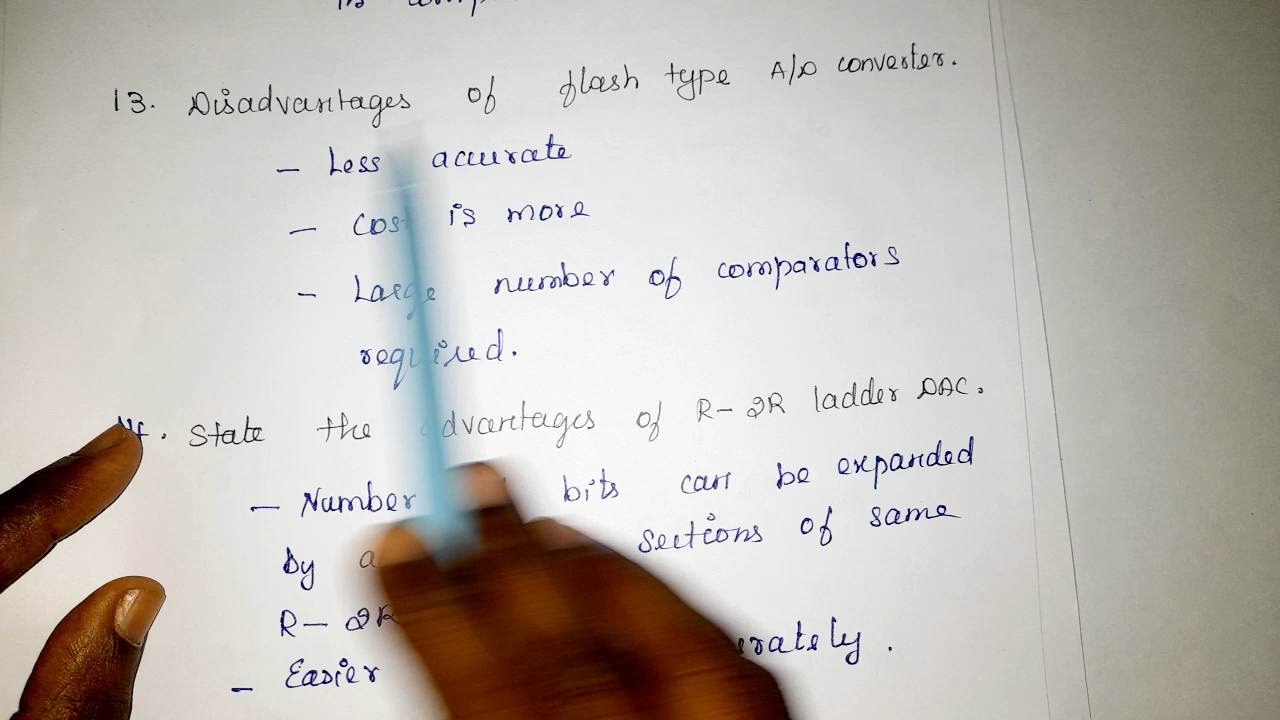 13. Disadvantages of flash type A/D converter.
- Less accurate
- Cost is more
- Large number of comparators
required.
. State the advantages of R-2R ladder DAC.
- Number bits can be expanded
by sections of same
R-2R
- Easier